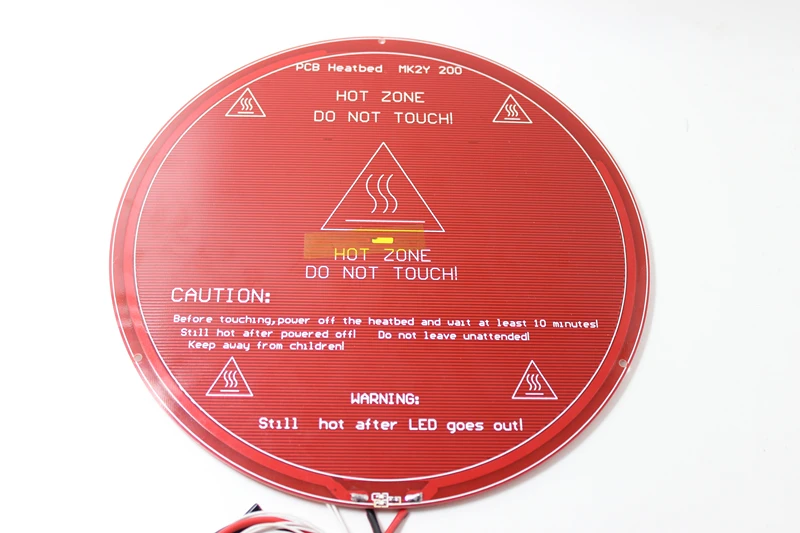 PCB Heatbed MK2Y 200
HOT ZONE
DO NOT TOUCH!
HOT ZONE
DO NOT TOUCH!
CAUTION:
Before touching,power off the heatbed and wait at least 10 minutes!
Still hot after powered off! Do not leave unattended!
Keep away from children!
WARNING:
Still hot after LED goes out!